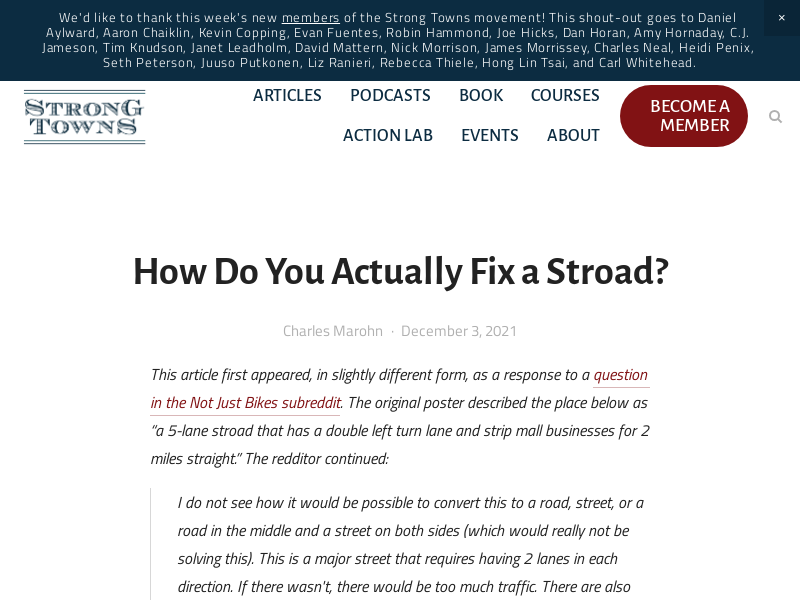 We'd like to thank this week's new members of the Strong Towns movement! This shout-out goes to Daniel
Aylward, Aaron Chaiklin, Kevin Copping, Evan Fuentes, Robin Hammond, Joe Hicks, Dan Horan, Amy Hornaday, C.J.
Jameson, Tim Knudson, Janet Leadholm, David Mattern, Nick Morrison, James Morrissey, Charles Neal, Heidi Penix,
Seth Peterson, Juuso Putkonen, Liz Ranieri, Rebecca Thiele, Hong Lin Tsai, and Carl Whitehead.
×
STRONG
TOWNS
ARTICLES PODCASTS BOOK COURSES
ACTION LAB EVENTS ABOUT
BECOME A
MEMBER
How Do You Actually Fix a Stroad?
Charles Marohn · December 3, 2021
This article first appeared, in slightly different form, as a response to a question
in the Not Just Bikes subreddit. The original poster described the place below as
“a 5-lane stroad that has a double left turn lane and strip mall businesses for 2
miles straight.” The redditor continued:
I do not see how it would be possible to convert this to a road, street, or a
road in the middle and a street on both sides (which would really not be
solving this). This is a major street that requires having 2 lanes in each
direction. If there wasn't, there would be too much traffic. There are also